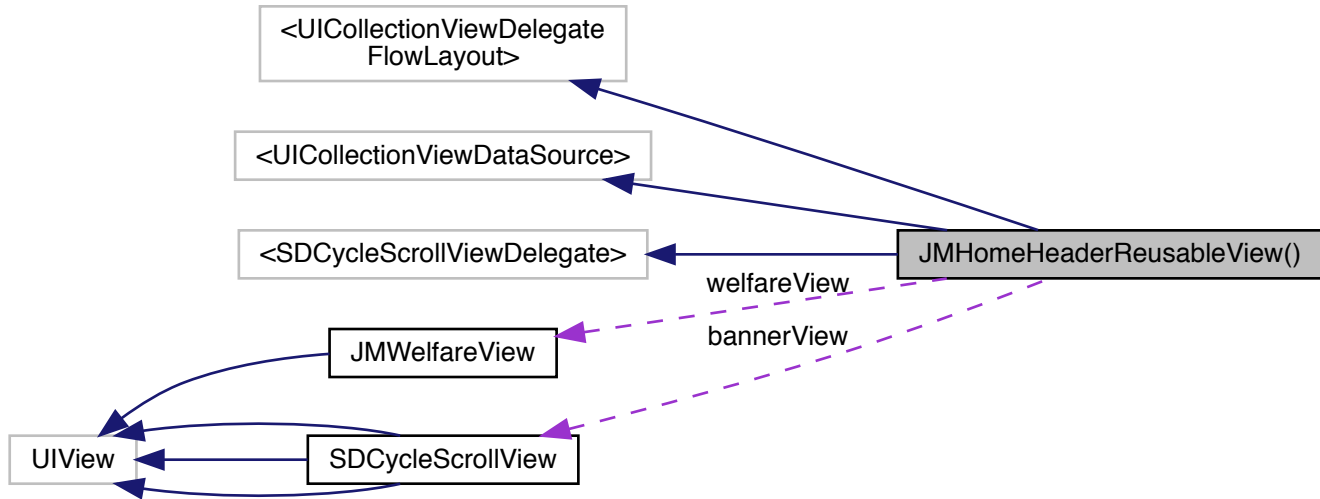 <UICollectionViewDelegate
FlowLayout>
<UICollectionViewDataSource>
<SDCycleScrollViewDelegate>
JMHomeHeaderReusableView()
welfareView
bannerView
JMWelfareView
UIView
SDCycleScrollView